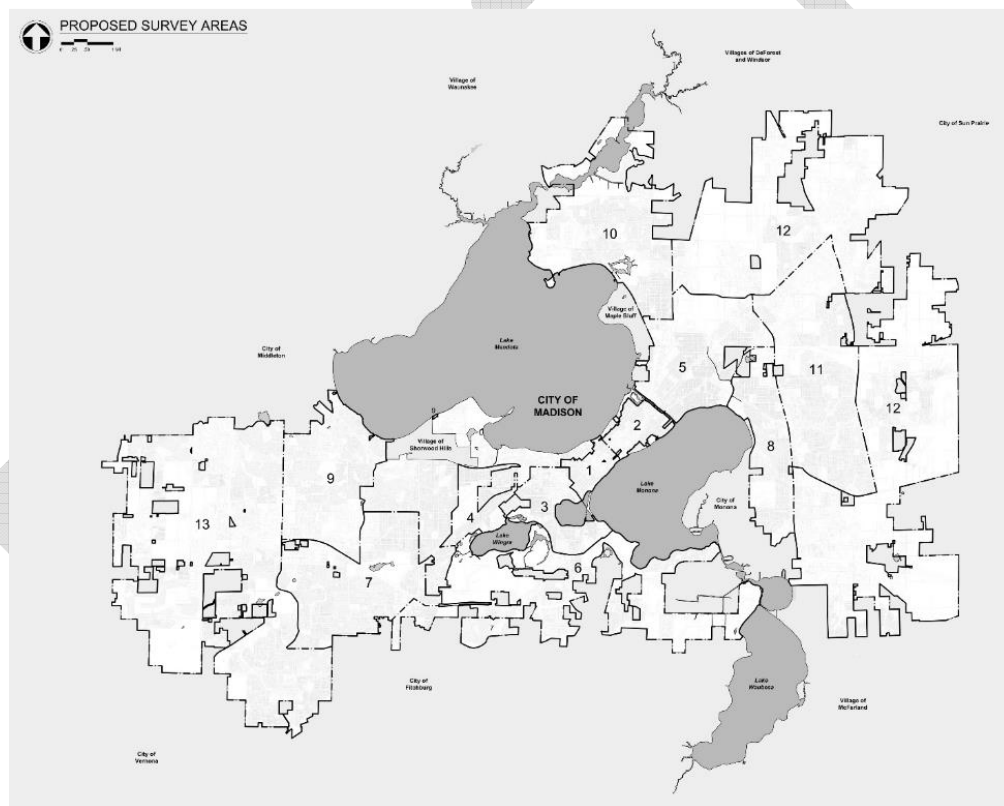 PROPOSED SURVEY AREAS
Villages of DeForest
and Windsor
Village of
Waunakee
City of Sun Prairie
10
12
Village of
Maple Bluff
Lake
Mendota
City of
Middleton
5
11
CITY OF
MADISON
12
2
Village of
Shorewood Hills
8
9
1
Lake
Monona
City of
Monona
3
13
4
Lake
Wingra
6
7
City of
Fitchburg
Lake
Waubesa
Village of
McFarland
City of
Verona